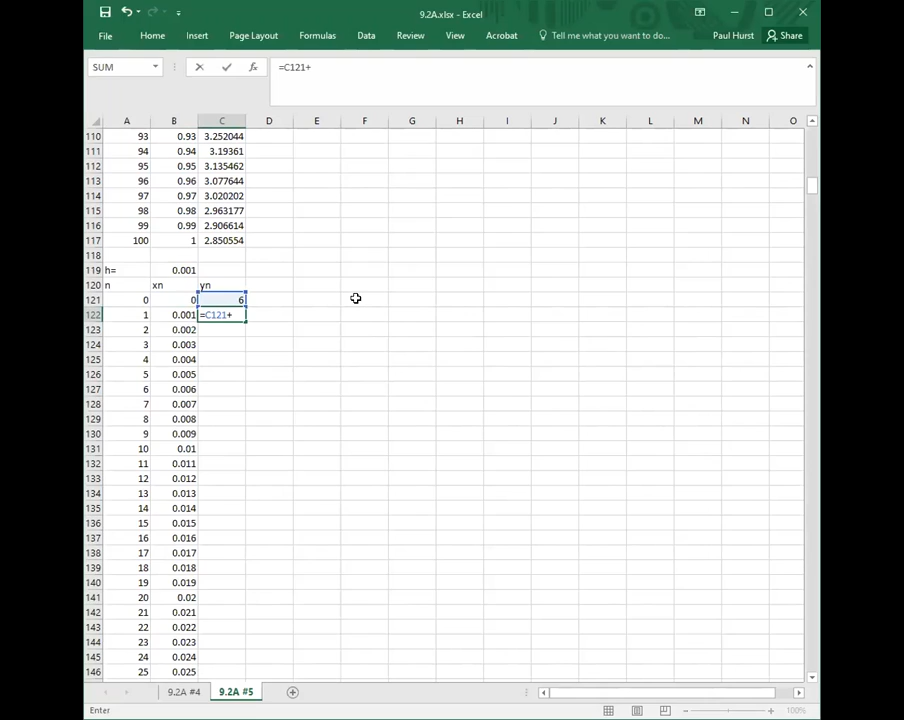 9.2A.xlsx - Excel
File Home Insert Page Layout Formulas Data Review View Acrobat Tell me what you want to do... Paul Hurst Share
SUM =C121+
A B C D E F G H I J K L M N O
110 93 0.93 3.252044
111 94 0.94 3.19361
112 95 0.95 3.135462
113 96 0.96 3.077644
114 97 0.97 3.020202
115 98 0.98 2.963177
116 99 0.99 2.906614
117 100 1 2.850554
118
119 h= 0.001
120 n xn yn
121 0 0 6
122 1 0.001 =C121+
123 2 0.002
124 3 0.003
125 4 0.004
126 5 0.005
127 6 0.006
128 7 0.007
129 8 0.008
130 9 0.009
131 10 0.01
132 11 0.011
133 12 0.012
134 13 0.013
135 14 0.014
136 15 0.015
137 16 0.016
138 17 0.017
139 18 0.018
140 19 0.019
141 20 0.02
142 21 0.021
143 22 0.022
144 23 0.023
145 24 0.024
146 25 0.025
9.2A #4 9.2A #5
Enter 100%